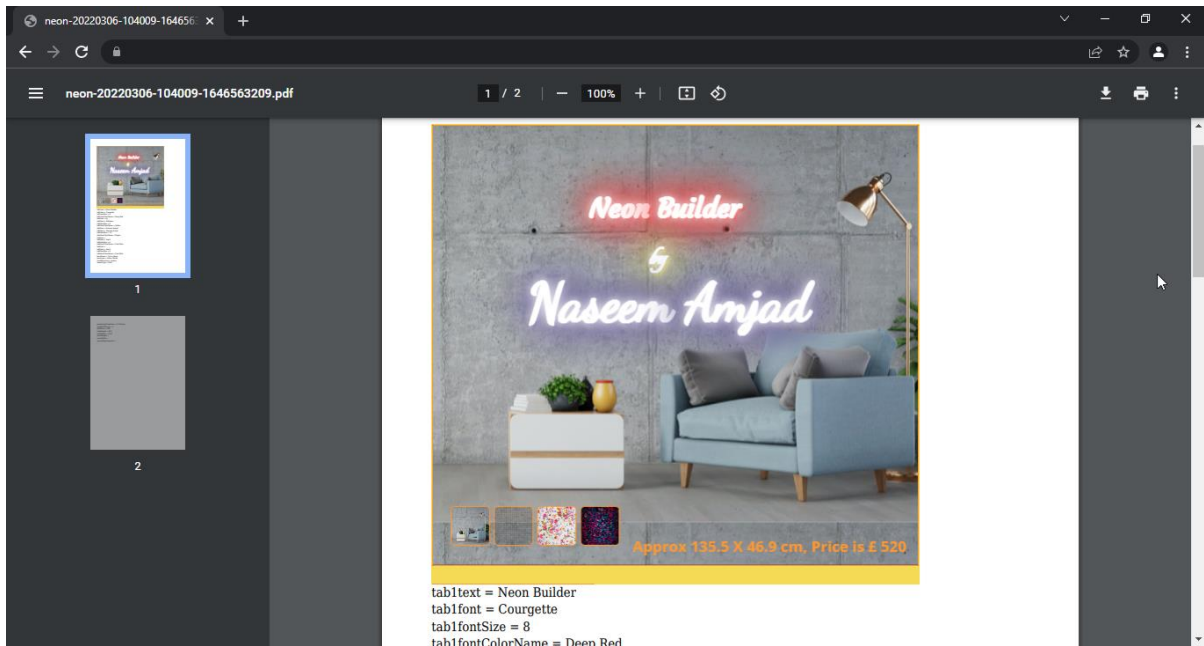 neon-20220306-104009-164656
neon-20220306-104009-1646563209.pdf
1 / 2
100%
1
2
Neon Builder
by
Naseem Amjad
Approx 135.5 X 46.9 cm, Price is £ 520
tab1text = Neon Builder
tab1font = Courgette
tab1fontSize = 8
tab1fontColorName = Deep Red